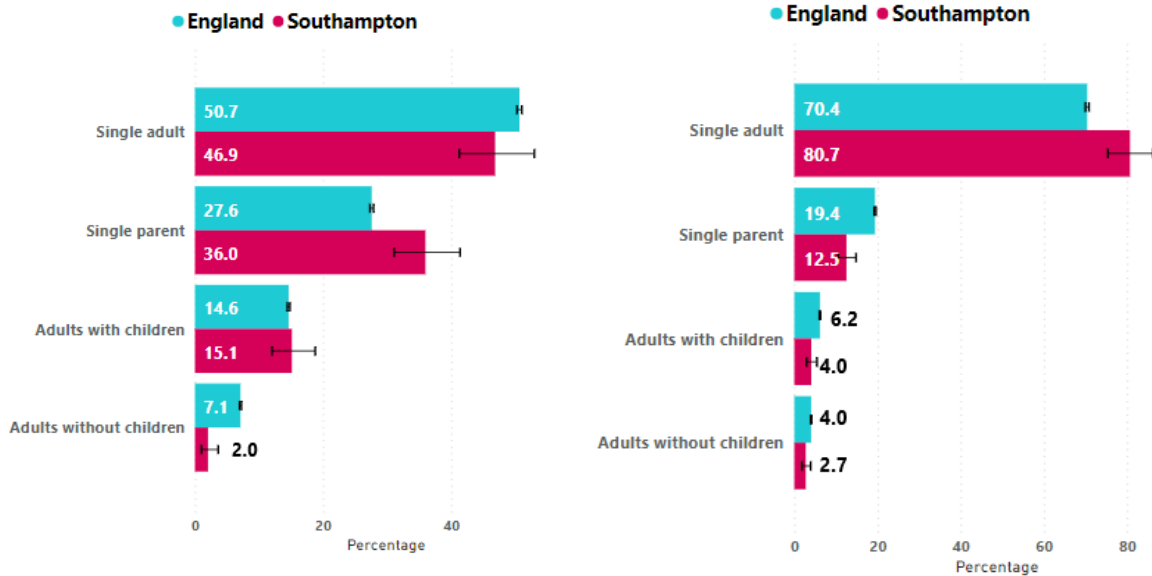 England Southampton
Single adult
50.7
46.9
Single parent
27.6
36.0
Adults with children
14.6
15.1
Adults without children
7.1
2.0
0 20 40
Percentage
England Southampton
Single adult
70.4
80.7
Single parent
19.4
12.5
Adults with children
6.2
4.0
Adults without children
4.0
2.7
0 20 40 60 80
Percentage